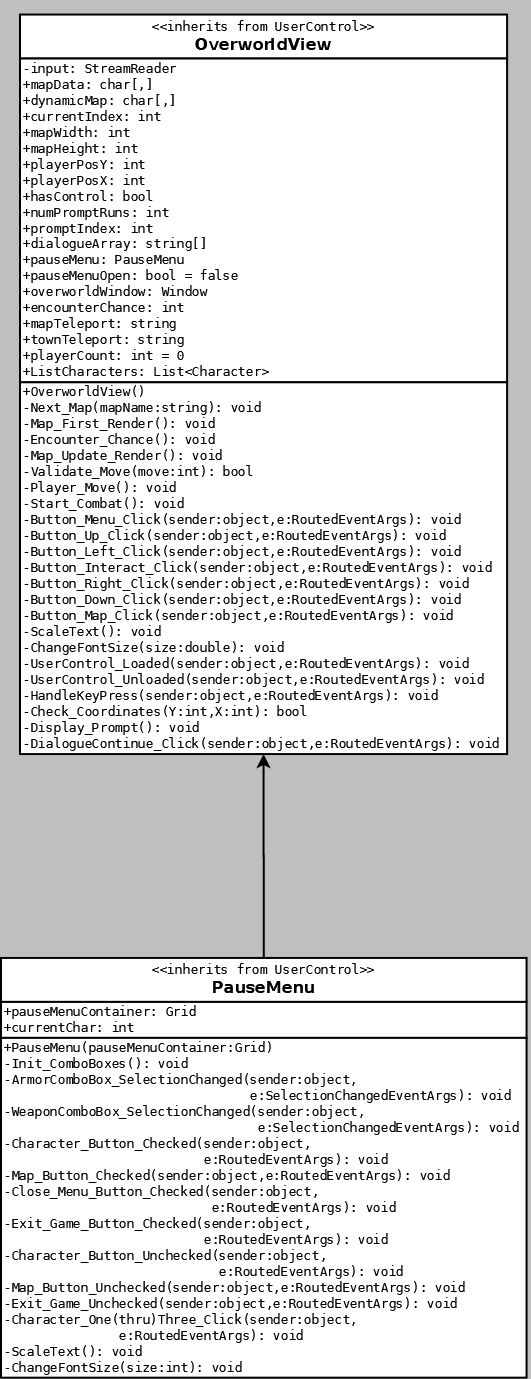 <<inherits from UserControl>>
OverworldView
-input: StreamReader
+mapData: char[,]
+dynamicMap: char[,]
+currentIndex: int
+mapWidth: int
+mapHeight: int
+playerPosY: int
+playerPosX: int
+hasControl: bool
+numPromptRuns: int
+promptIndex: int
+dialogueArray: string[]
+pauseMenu: PauseMenu
+pauseMenuOpen: bool = false
+overworldWindow: Window
+encounterChance: int
+mapTeleport: string
+townTeleport: string
+playerCount: int = 0
+ListCharacters: List<Character>
+OverworldView()
-Next_Map(mapName:string): void
-Map_First_Render(): void
-Encounter_Chance(): void
-Map_Update_Render(): void
-Validate_Move(move:int): bool
-Player_Move(): void
-Start_Combat(): void
-Button_Menu_Click(sender:object,e:RoutedEventArgs): void
-Button_Up_Click(sender:object,e:RoutedEventArgs): void
-Button_Left_Click(sender:object,e:RoutedEventArgs): void
-Button_Interact_Click(sender:object,e:RoutedEventArgs): void
-Button_Right_Click(sender:object,e:RoutedEventArgs): void
-Button_Down_Click(sender:object,e:RoutedEventArgs): void
-Button_Map_Click(sender:object,e:RoutedEventArgs): void
-ScaleText(): void
-ChangeFontSize(size:double): void
-UserControl_Loaded(sender:object,e:RoutedEventArgs): void
-UserControl_Unloaded(sender:object,e:RoutedEventArgs): void
-HandleKeyPress(sender:object,e:RoutedEventArgs): void
-Check_Coordinates(Y:int,X:int): bool
-Display_Prompt(): void
-DialogueContinue_Click(sender:object,e:RoutedEventArgs): void
<<inherits from UserControl>>
PauseMenu
+pauseMenuContainer: Grid
+currentChar: int
+PauseMenu(pauseMenuContainer:Grid)
-Init_ComboBoxes(): void
-ArmorComboBox_SelectionChanged(sender:object,
e:SelectionChangedEventArgs): void
-WeaponComboBox_SelectionChanged(sender:object,
e:SelectionChangedEventArgs): void
-Character_Button_Checked(sender:object,
e:RoutedEventArgs): void
-Map_Button_Checked(sender:object,e:RoutedEventArgs): void
-Close_Menu_Button_Checked(sender:object,
e:RoutedEventArgs): void
-Exit_Game_Button_Checked(sender:object,
e:RoutedEventArgs): void
-Character_Button_Unchecked(sender:object,
e:RoutedEventArgs): void
-Map_Button_Unchecked(sender:object,e:RoutedEventArgs): void
-Exit_Game_Unchecked(sender:object,e:RoutedEventArgs): void
-Character_One(thru)Three_Click(sender:object,
e:RoutedEventArgs): void
-ScaleText(): void
-ChangeFontSize(size:int): void